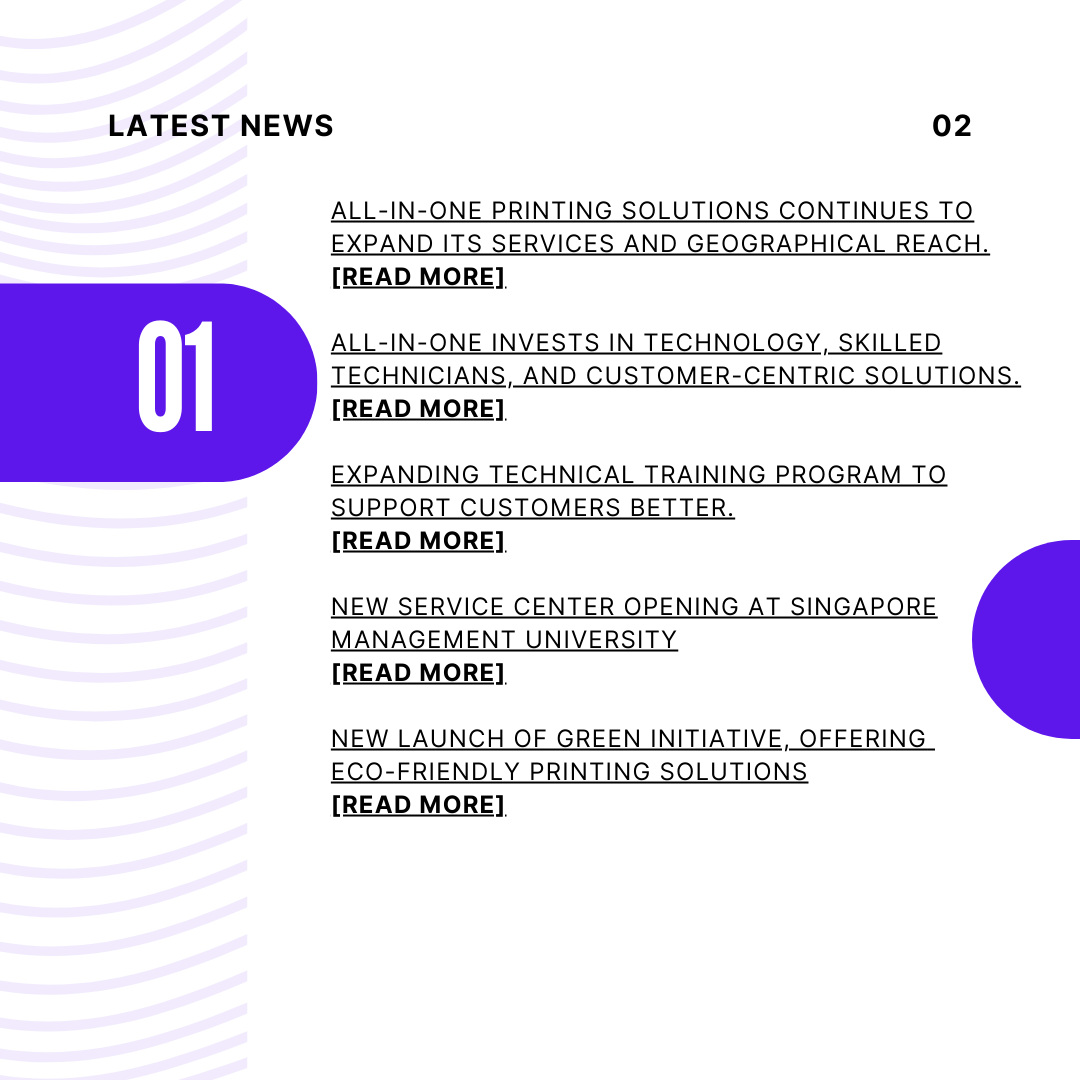 LATEST NEWS
02
01
ALL-IN-ONE PRINTING SOLUTIONS CONTINUES TO
EXPAND ITS SERVICES AND GEOGRAPHICAL REACH.
[READ MORE]
ALL-IN-ONE INVESTS IN TECHNOLOGY, SKILLED
TECHNICIANS, AND CUSTOMER-CENTRIC SOLUTIONS.
[READ MORE]
EXPANDING TECHNICAL TRAINING PROGRAM TO
SUPPORT CUSTOMERS BETTER.
[READ MORE]
NEW SERVICE CENTER OPENING AT SINGAPORE
MANAGEMENT UNIVERSITY
[READ MORE]
NEW LAUNCH OF GREEN INITIATIVE, OFFERING
ECO-FRIENDLY PRINTING SOLUTIONS
[READ MORE]